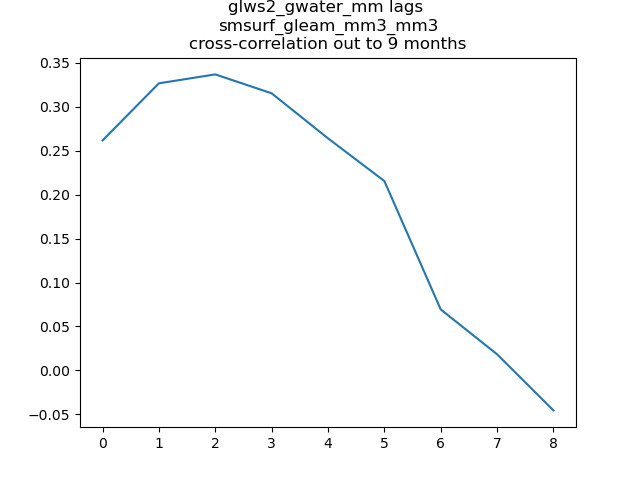 glws2_gwater_mm lags
smsurf_gleam_mm3_mm3
cross-correlation out to 9 months
0.35
0.30
0.25
0.20
0.15
0.10
0.05
0.00
−0.05
0 1 2 3 4 5 6 7 8